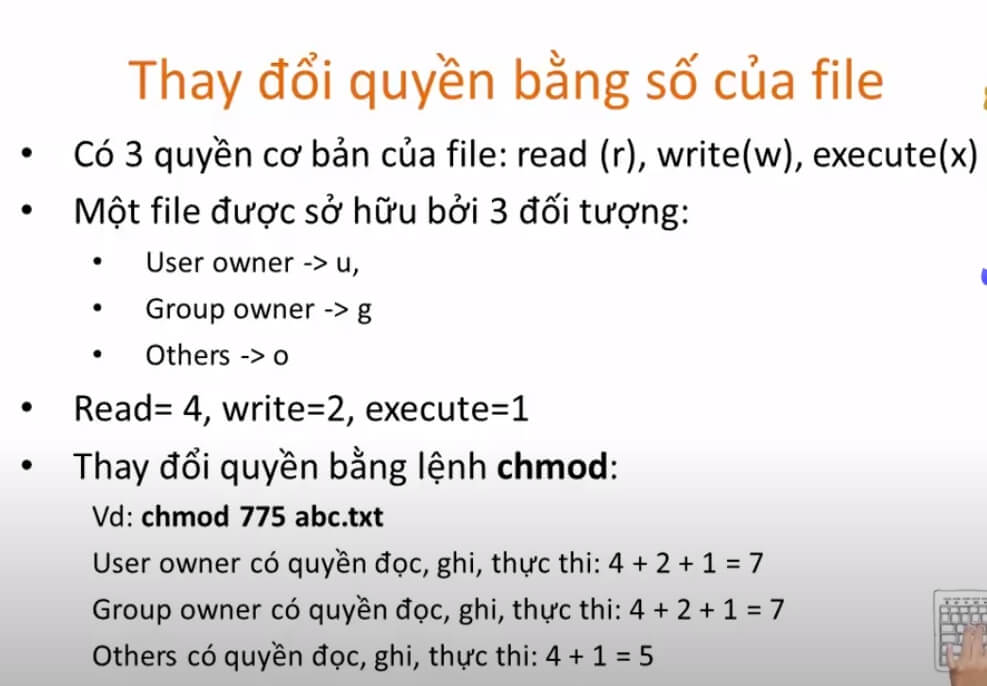 Thay đổi quyền bằng số của file
• Có 3 quyền cơ bản của file: read (r), write(w), execute(x)
• Một file được sở hữu bởi 3 đối tượng:
• User owner -> u,
• Group owner -> g
• Others -> o
• Read= 4, write=2, execute=1
• Thay đổi quyền bằng lệnh chmod:
Vd: chmod 775 abc.txt
User owner có quyền đọc, ghi, thực thi: 4 + 2 + 1 = 7
Group owner có quyền đọc, ghi, thực thi: 4 + 2 + 1 = 7
Others có quyền đọc, ghi, thực thi: 4 + 1 = 5